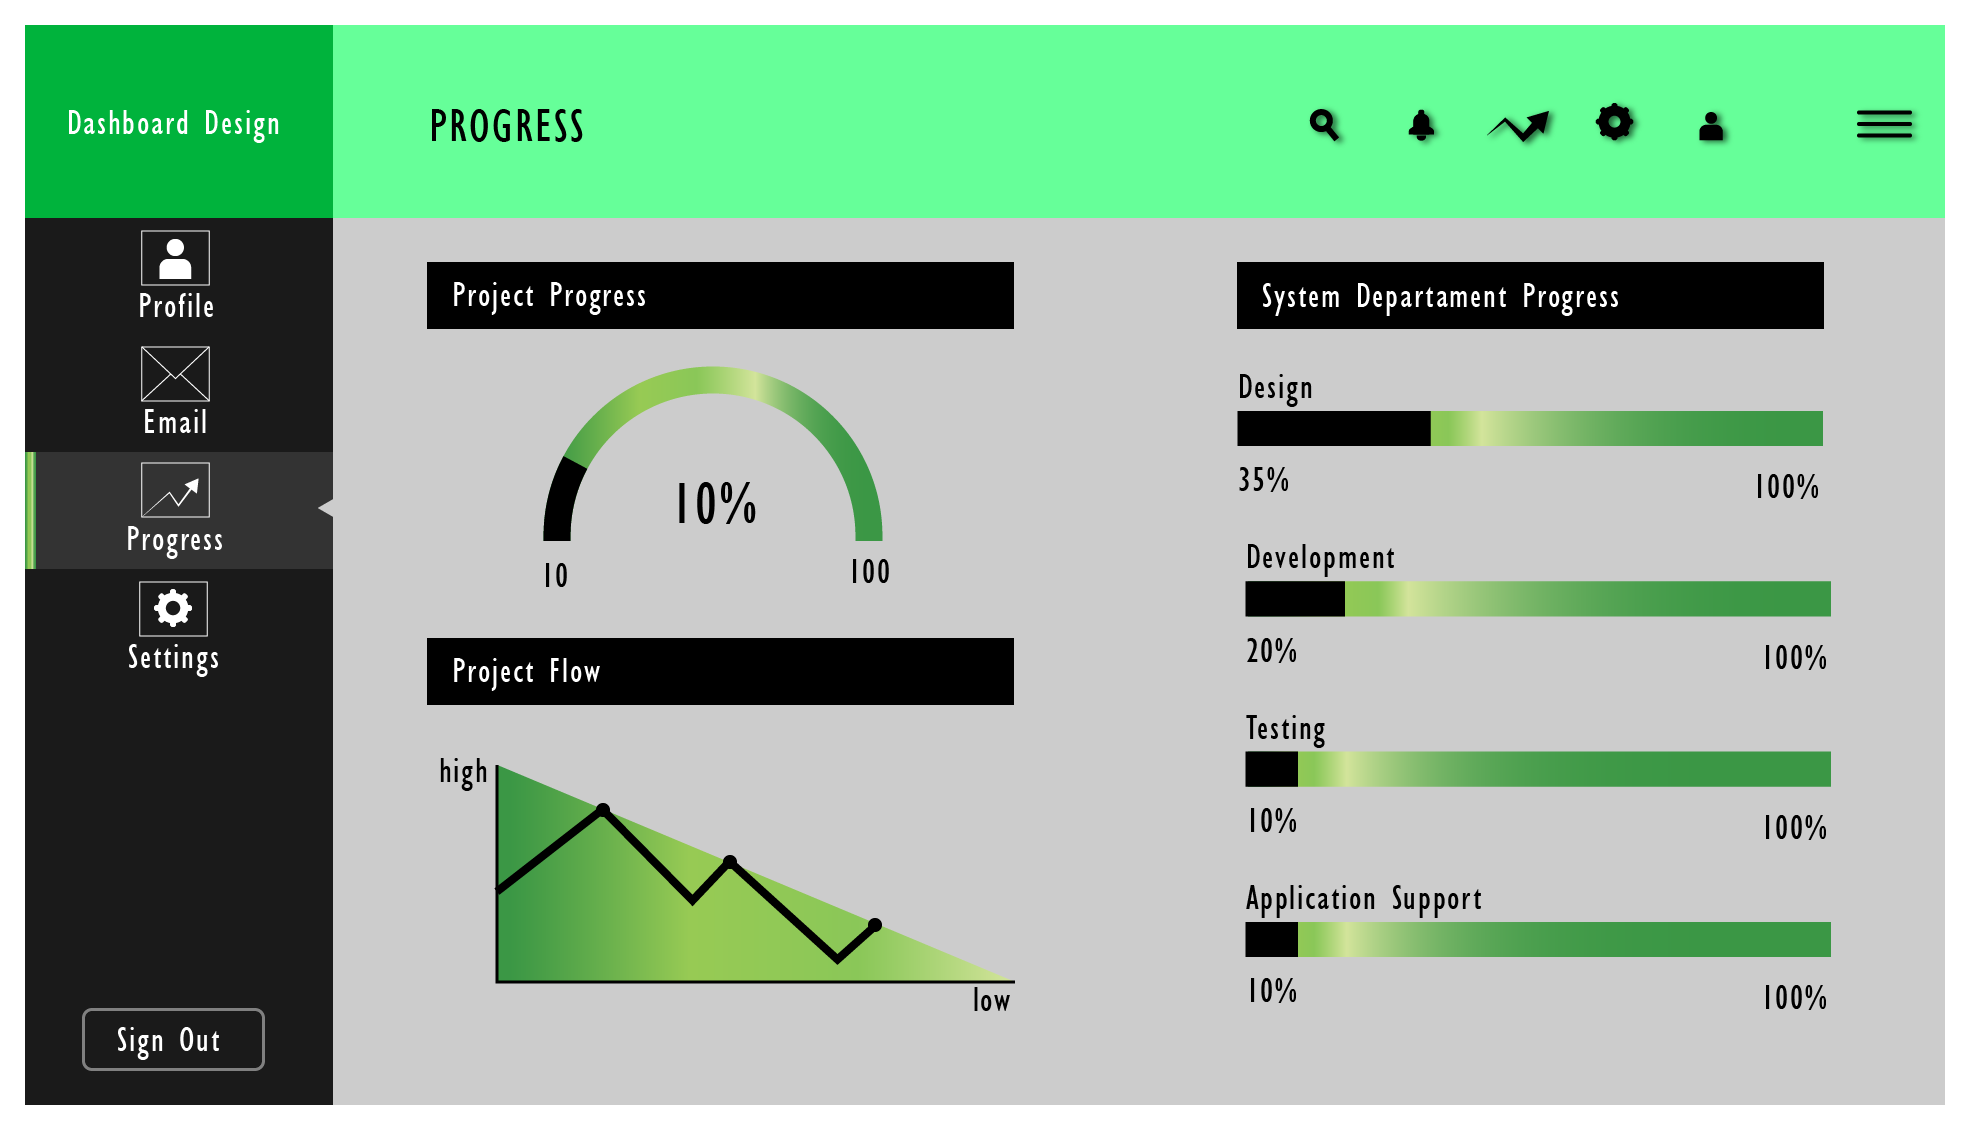 Dashboard Design
PROGRESS
Profile
Email
Progress
Settings
Sign Out
Project Progress
10%
10
100
Project Flow
high
low
System Departament Progress
Design
35%
100%
Development
20%
100%
Testing
10%
100%
Application Support
10%
100%